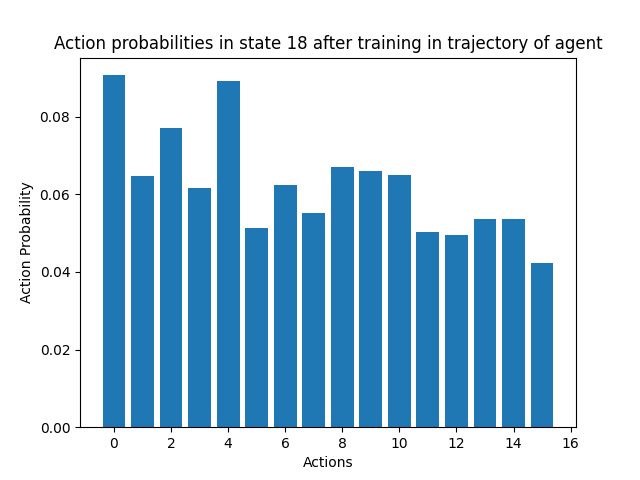 Action probabilities in state 18 after training in trajectory of agent
0.08
0.06
0.04
0.02
0.00
Action Probability
0 2 4 6 8 10 12 14 16
Actions